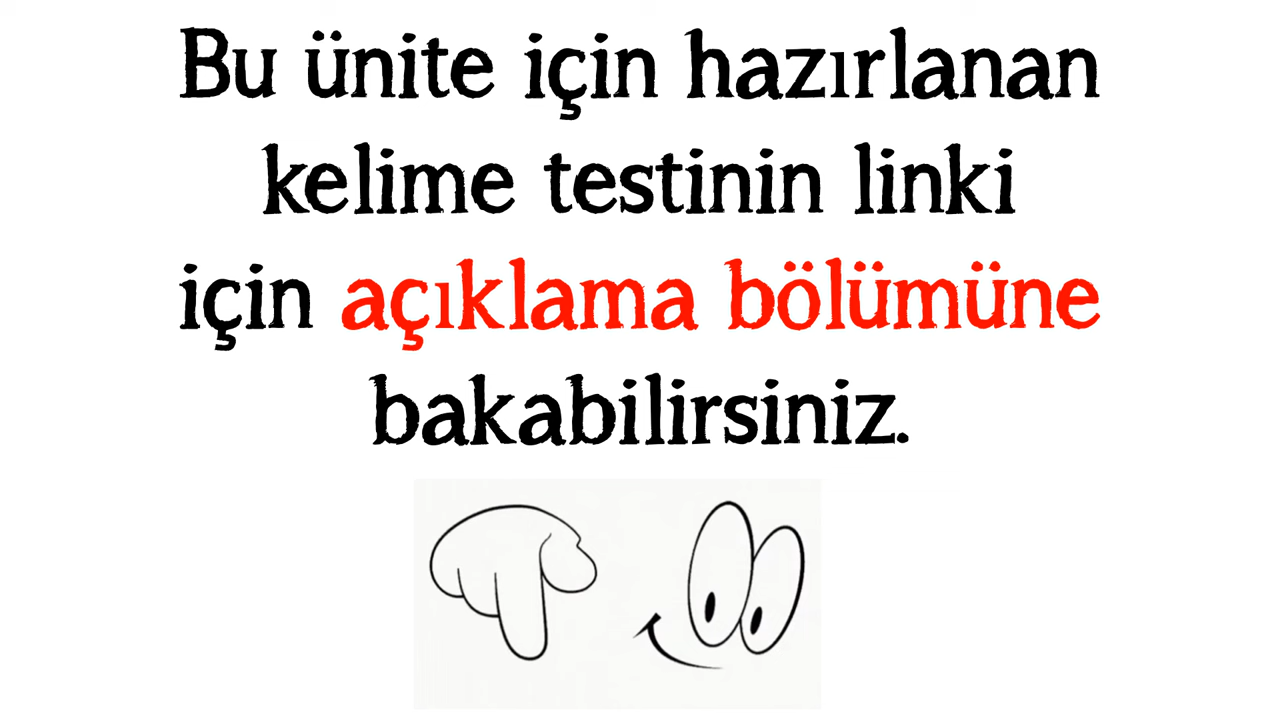 Bu ünite için hazırlanan
kelime testinin linki
için açıklama bölümüne
bakabilirsiniz.